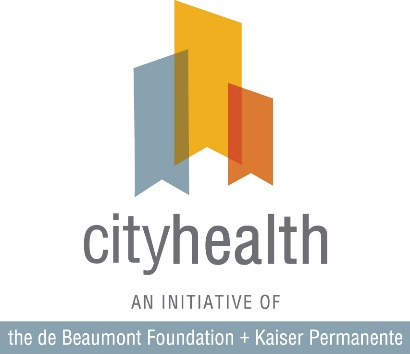 cityhealth
AN INITIATIVE OF
the de Beaumont Foundation + Kaiser Permanente